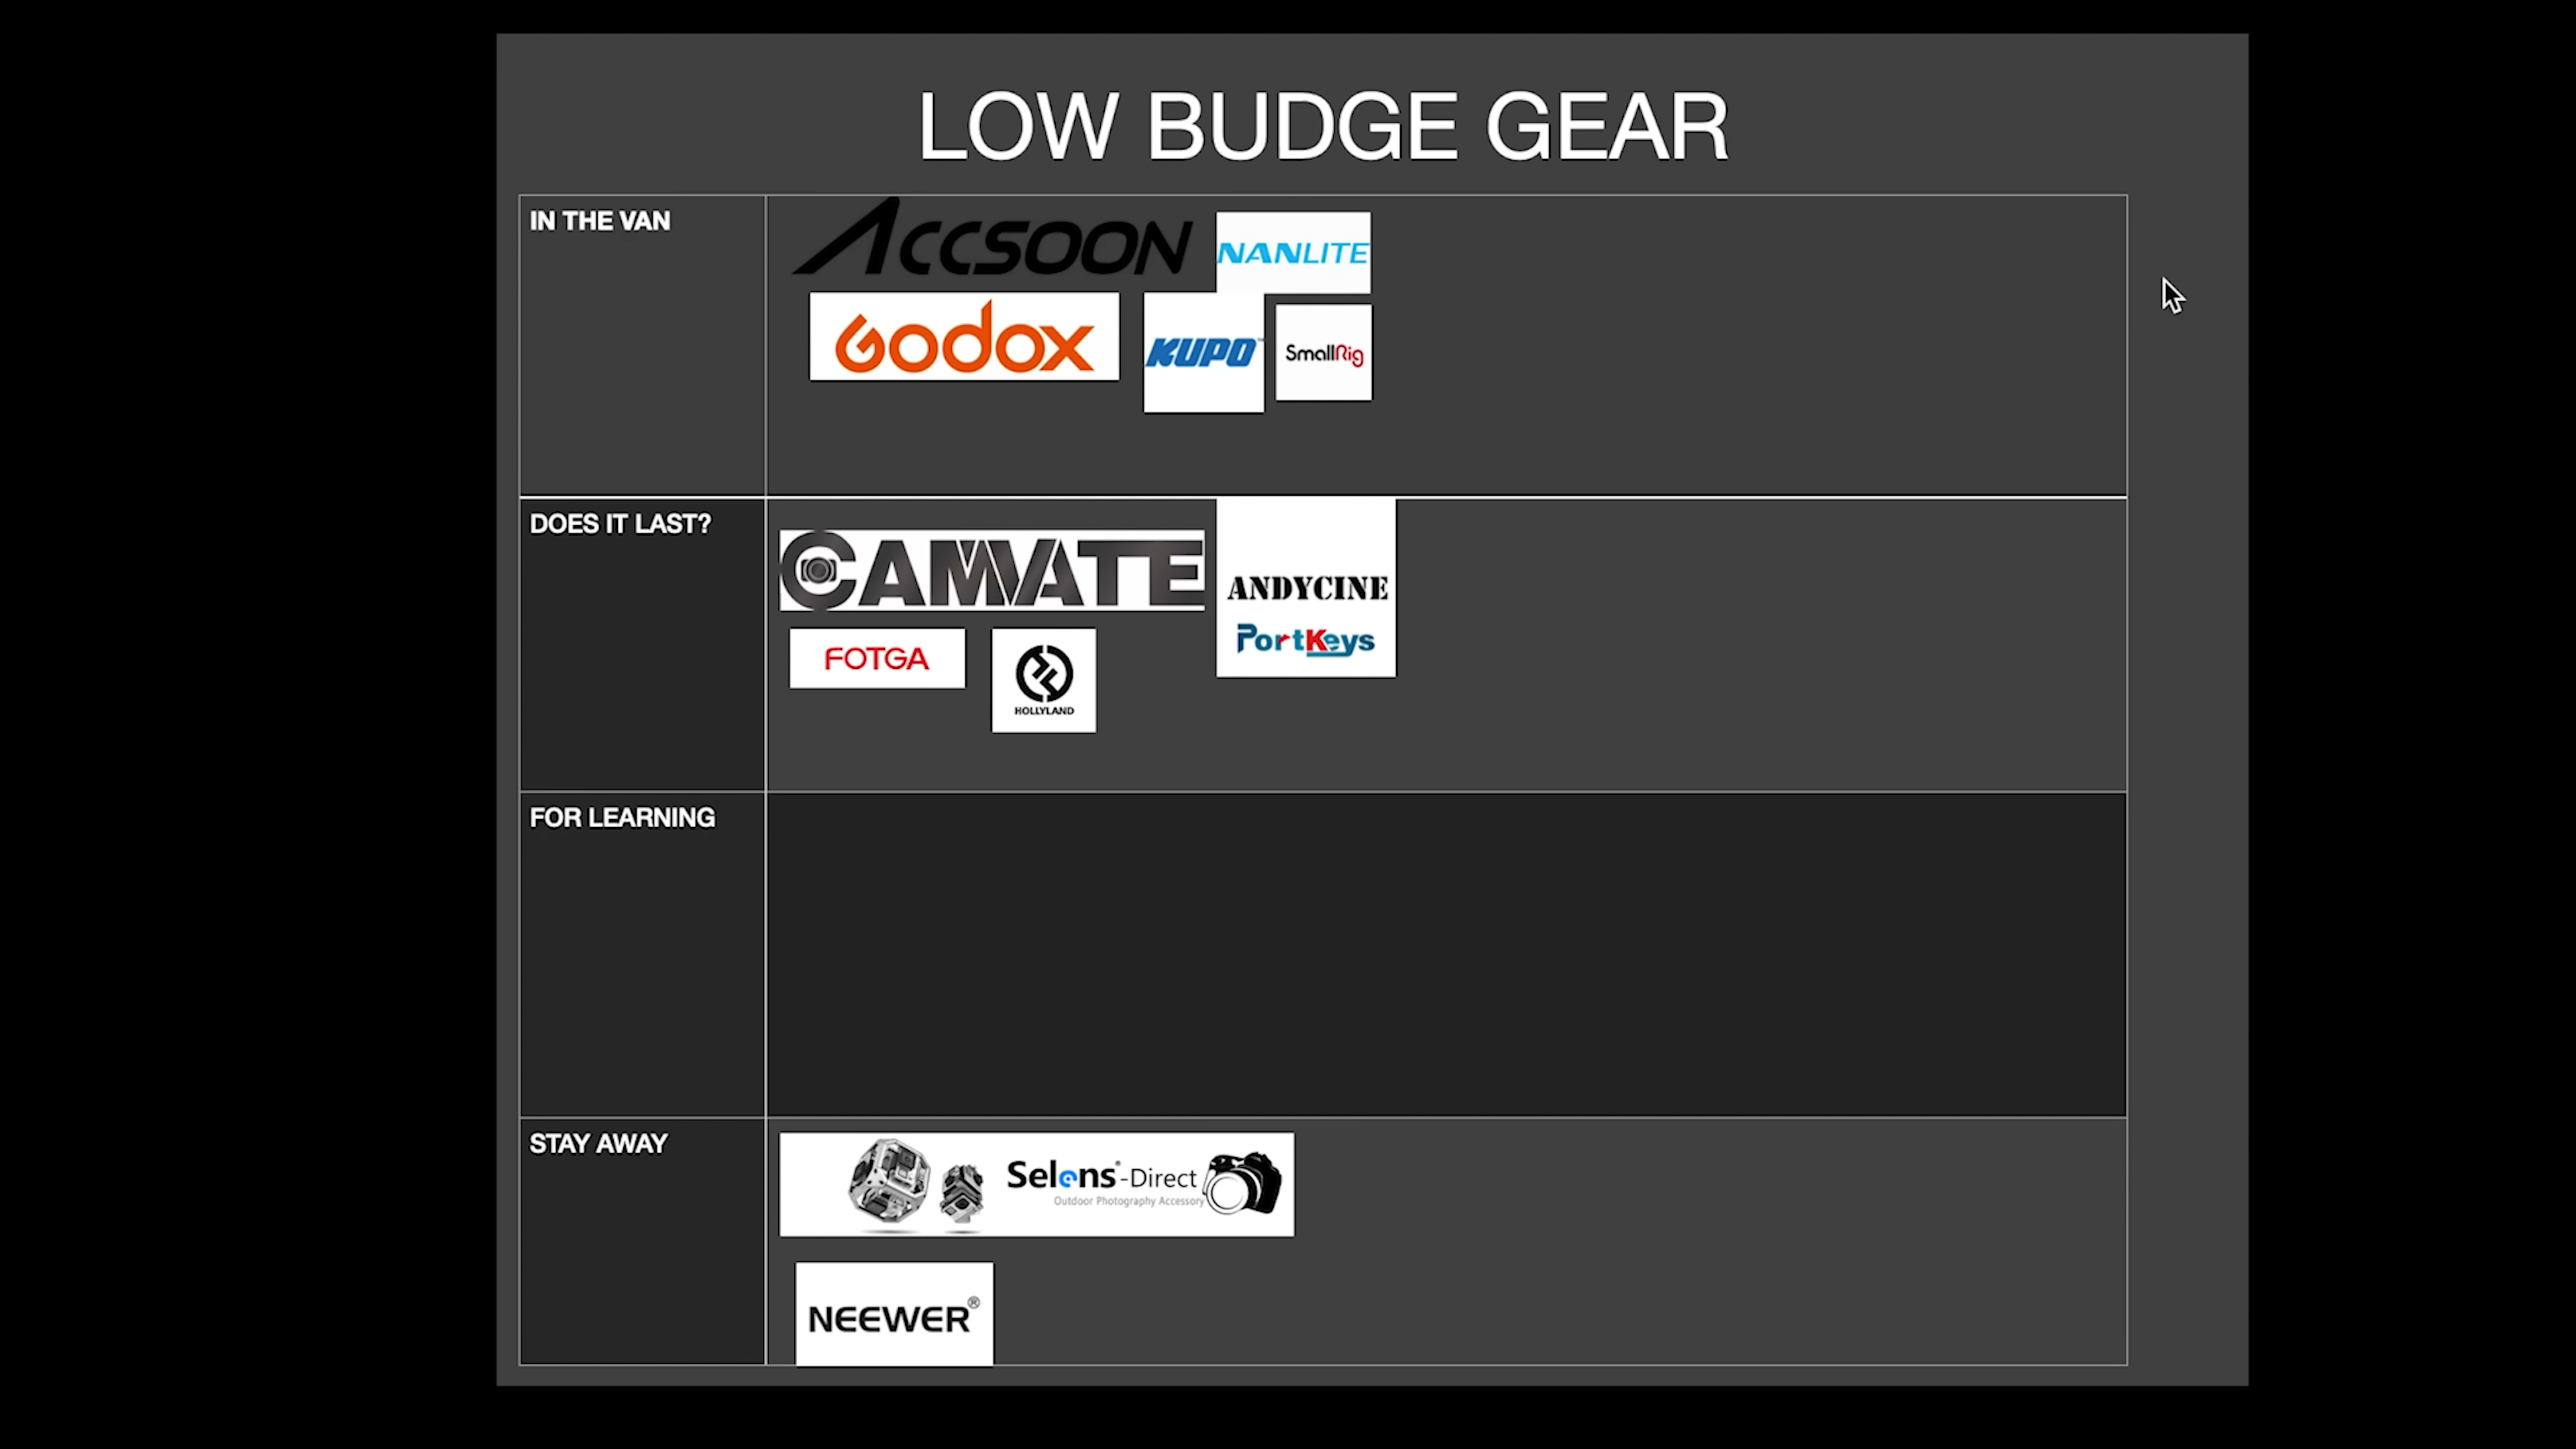 LOW BUDGE GEAR
IN THE VAN
ACCSOON
NANLITE
Godox
KUPO
SmallRig
DOES IT LAST?
CAMVATE
ANDYCINE
PortKeys
FOTGA
HOLLYLAND
FOR LEARNING
STAY AWAY
Selens®-Direct
Outdoor Photography Accessory
NEEWER®